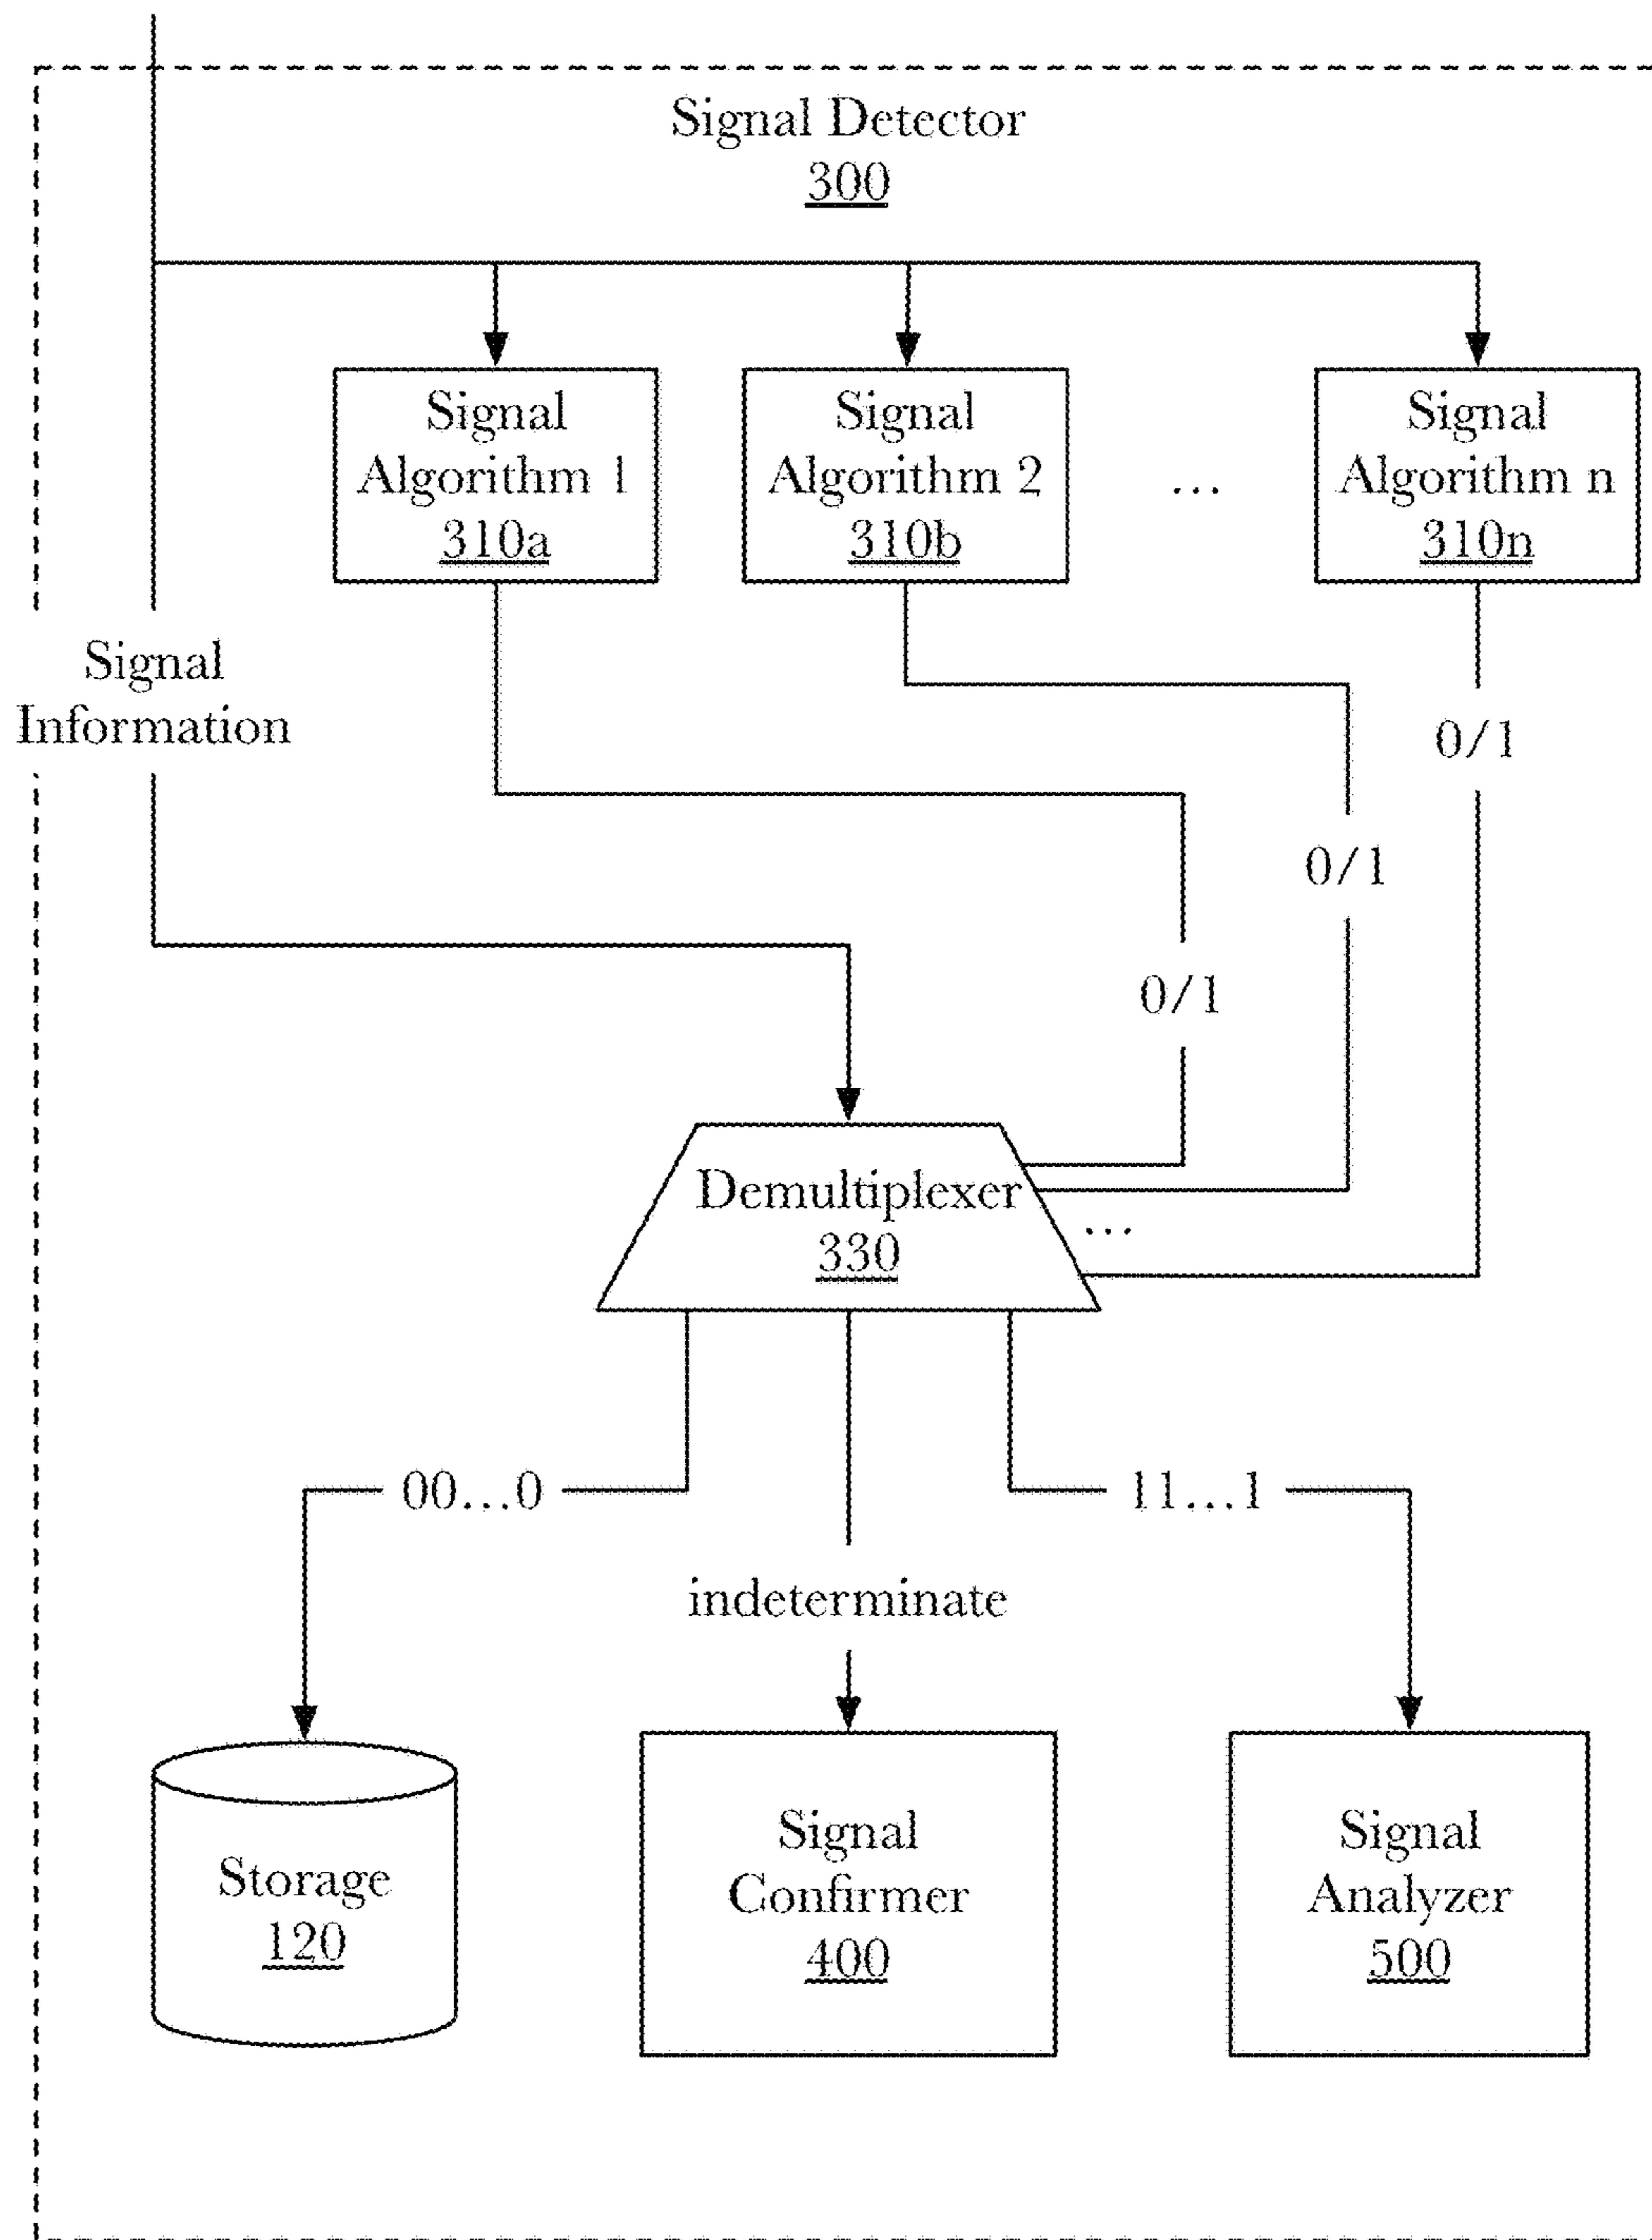 Signal Detector
300
Signal
Algorithm 1
310a
Signal
Algorithm 2
310b
...
Signal
Algorithm n
310n
Signal
Information
0/1
0/1
0/1
Demultiplexer
330
...
00...0
11...1
indeterminate
Storage
120
Signal
Confirmer
400
Signal
Analyzer
500